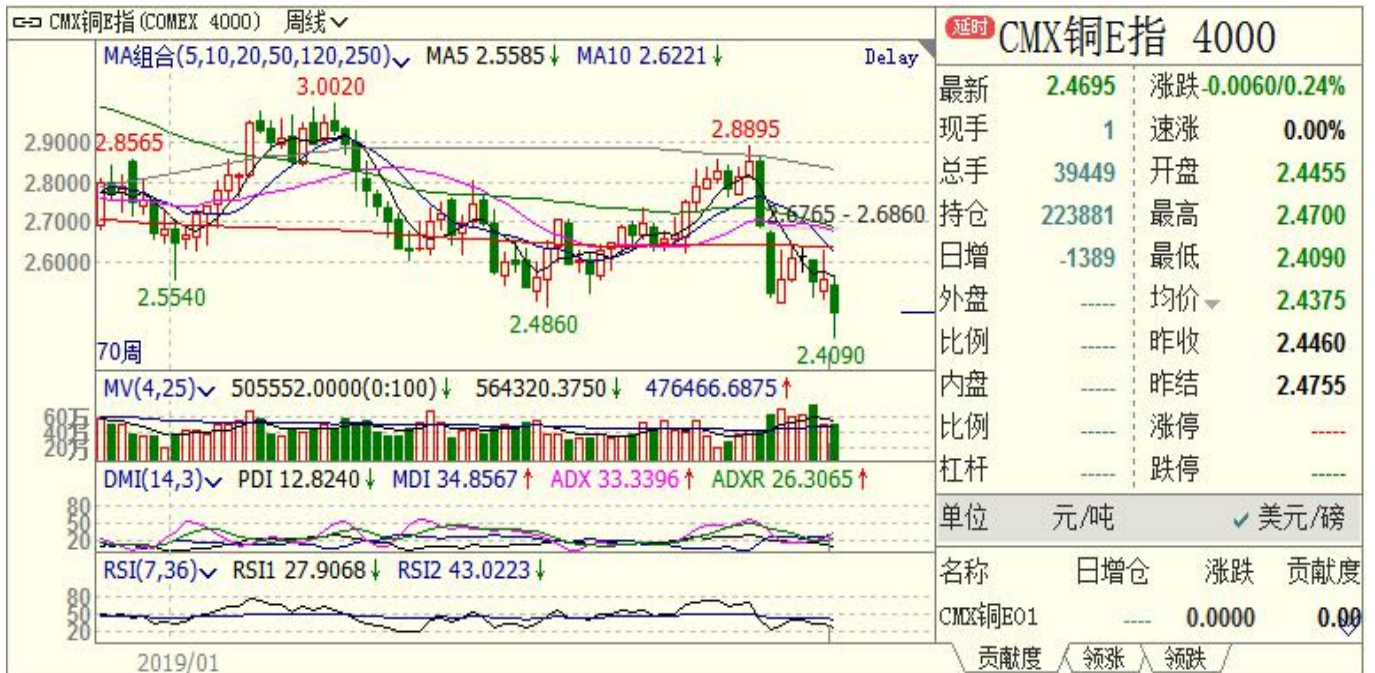 CMX铜E指(COMEX 4000) 周线
MA组合(5,10,20,50,120,250) MA5 2.5585↓ MA10 2.6221↓ Delay
3.0020
2.9000
2.8565
2.8895
2.8000
2.7000
2.6765 - 2.6860
2.6000
2.5540
2.4860
70周
2.4090
MV(4,25) 505552.0000(0:100)↓ 564320.3750↓ 476466.6875↑
60万
40万
20万
DMI(14,3) PDI 12.8240↓ MDI 34.8567↑ ADX 33.3396↑ ADXR 26.3065↑
80
50
20
RSI(7,36) RSI1 27.9068↓ RSI2 43.0223↓
80
50
20
2019/01
延时 CMX铜E指 4000
最新 2.4695 涨跌 -0.0060/0.24%
现手 1 速涨 0.00%
总手 39449 开盘 2.4455
持仓 223881 最高 2.4700
日增 -1389 最低 2.4090
外盘 ----- 均价 2.4375
比例 ----- 昨收 2.4460
内盘 ----- 昨结 2.4755
比例 ----- 涨停 -----
杠杆 ----- 跌停 -----
单位 元/吨 ✓ 美元/磅
名称 日增仓 涨跌 贡献度
CMX铜E01 ---- 0.0000 0.00
贡献度 领涨 领跌